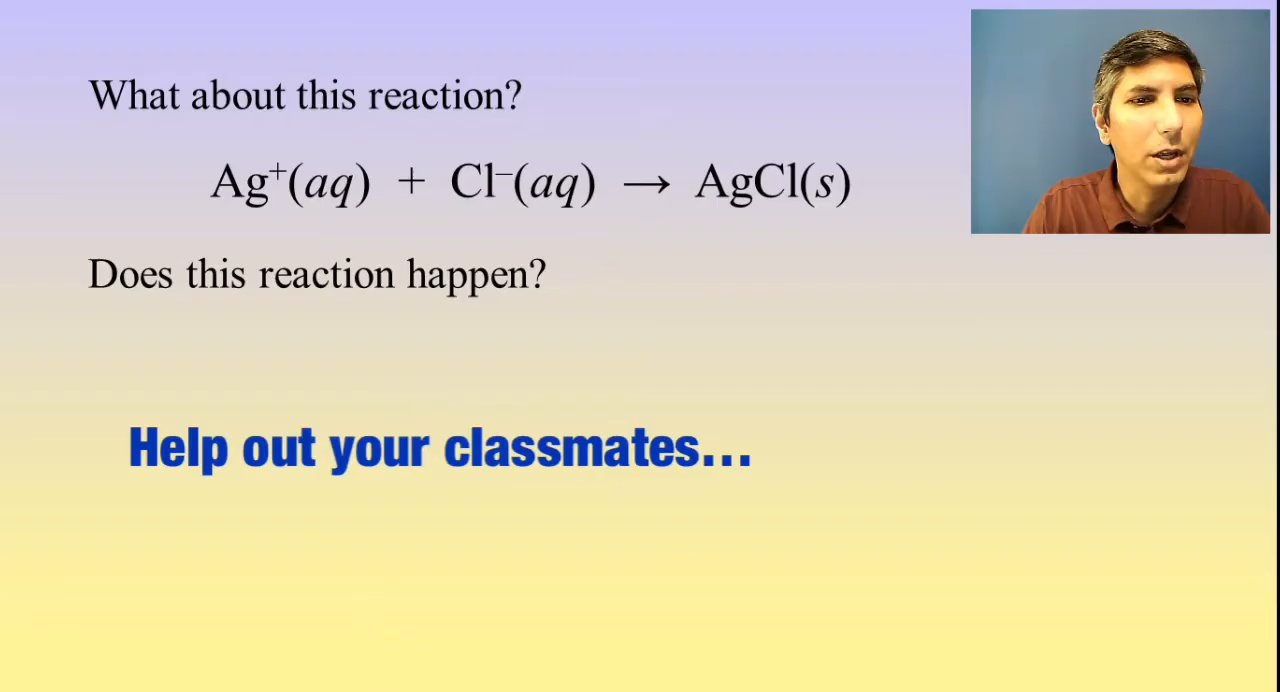 What about this reaction?
Ag⁺(aq) + Cl⁻(aq) → AgCl(s)
Does this reaction happen?
Help out your classmates...